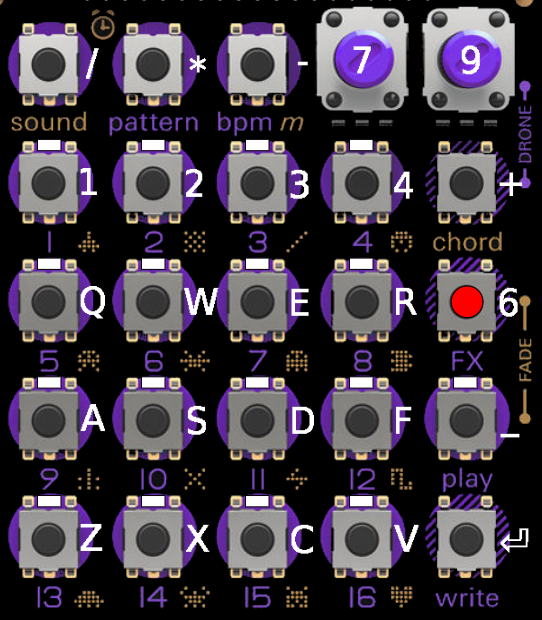 / * - 7 9
sound pattern bpm m
DRONE
1 2 3 4 +
1 2 3 4 chord
Q W E R 6
5 6 7 8 FX
FADE
A S D F _
9 10 11 12 play
Z X C V ⏎
13 14 15 16 write